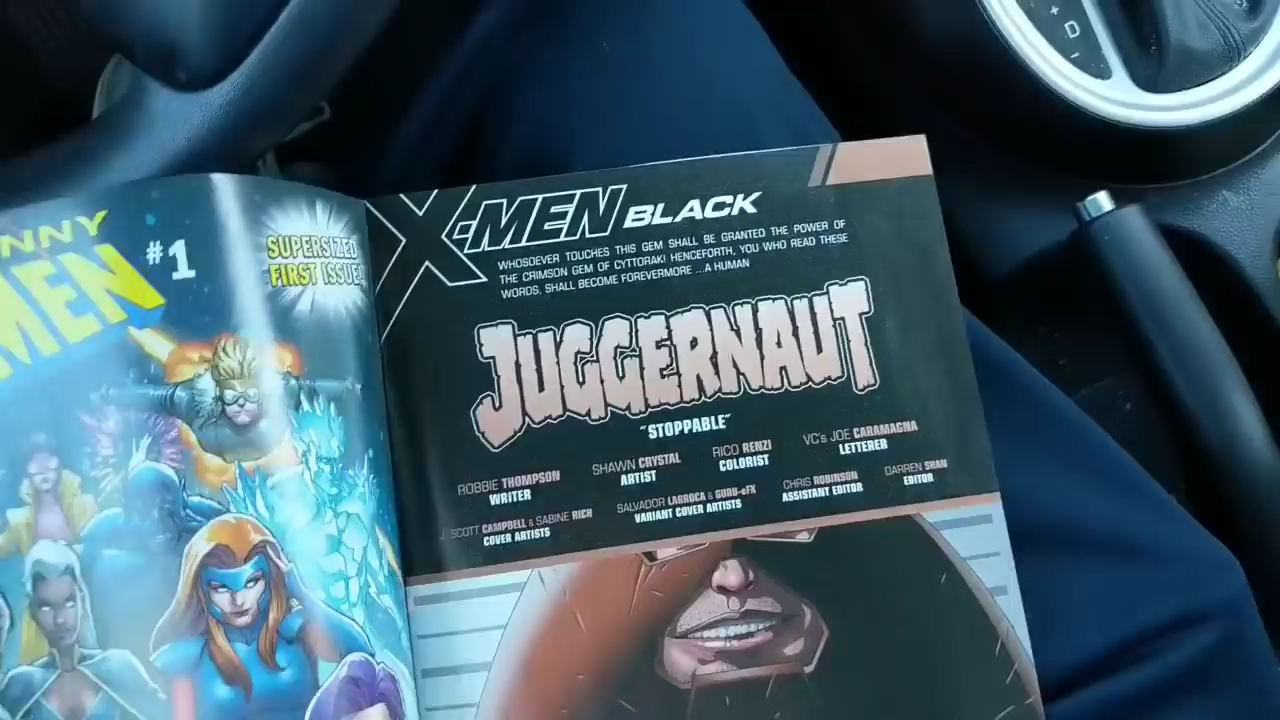 +
D
-
NNY
MEN
#1
SUPERSIZED
FIRST ISSUE!
X-MEN BLACK
WHOSOEVER TOUCHES THIS GEM SHALL BE GRANTED THE POWER OF
THE CRIMSON GEM OF CYTTORAK! HENCEFORTH, YOU WHO READ THESE
WORDS, SHALL BECOME FOREVERMORE ...A HUMAN
JUGGERNAUT
"STOPPABLE"
ROBBIE THOMPSON
WRITER
SHAWN CRYSTAL
ARTIST
RICO RENZI
COLORIST
VC's JOE CARAMAGNA
LETTERER
J. SCOTT CAMPBELL & SABINE RICH
COVER ARTISTS
SALVADOR LARROCA & GURU-eFX
VARIANT COVER ARTISTS
CHRIS ROBINSON
ASSISTANT EDITOR
DARREN SHAN
EDITOR